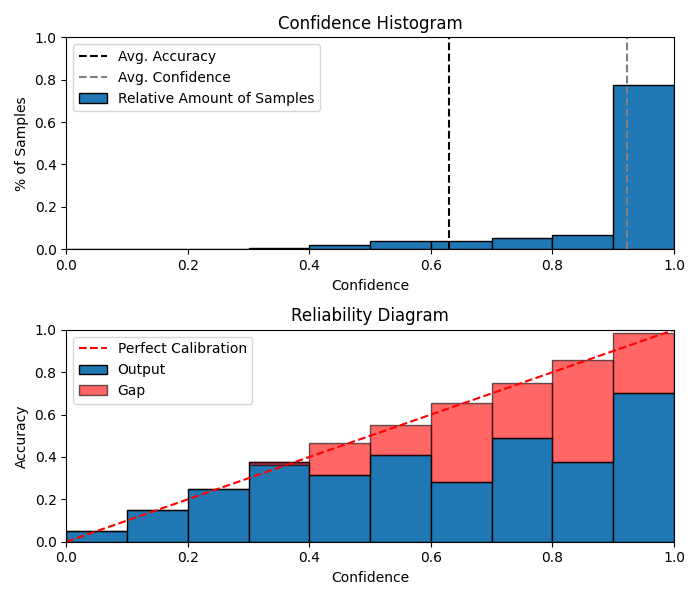 Confidence Histogram
1.0
0.8
0.6
0.4
0.2
0.0
% of Samples
Avg. Accuracy
Avg. Confidence
Relative Amount of Samples
0.0 0.2 0.4 0.6 0.8 1.0
Confidence
Reliability Diagram
1.0
0.8
0.6
0.4
0.2
0.0
Accuracy
Perfect Calibration
Output
Gap
0.0 0.2 0.4 0.6 0.8 1.0
Confidence